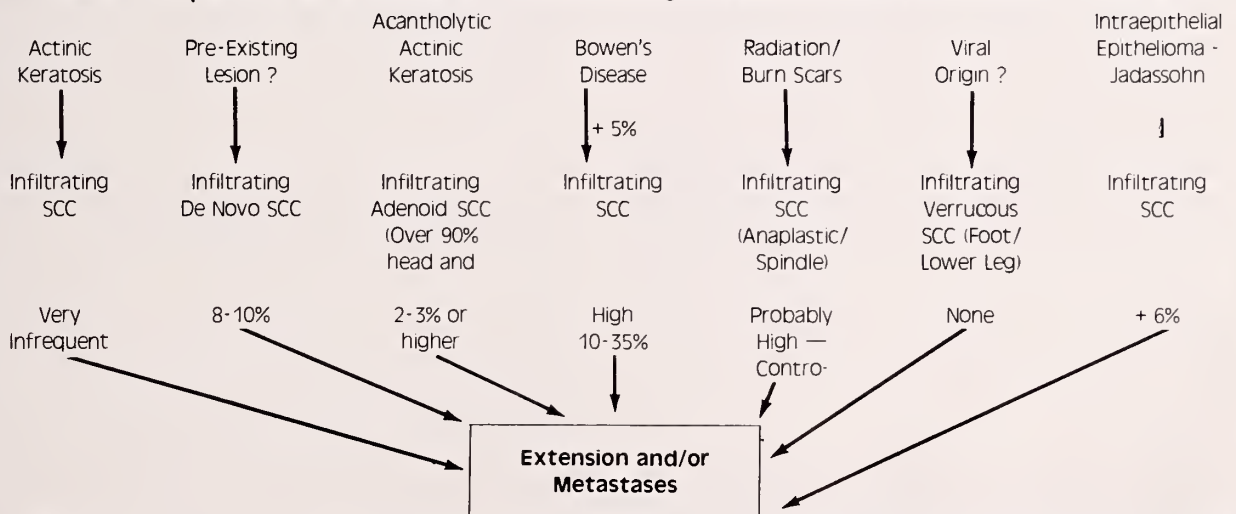 Actinic
Keratosis
Pre-Existing
Lesion ?
Acantholytic
Actinic
Keratosis
Bowen's
Disease
Radiation/
Burn Scars
Viral
Origin ?
Intraepithelial
Epithelioma -
Jadassohn
+ 5%
Infiltrating
SCC
Infiltrating
De Novo SCC
Infiltrating
Adenoid SCC
(Over 90%
head and
Infiltrating
SCC
Infiltrating
SCC
(Anaplastic/
Spindle)
Infiltrating
Verrucous
SCC (Foot/
Lower Leg)
Infiltrating
SCC
Very
Infrequent
8-10%
2-3% or
higher
High
10-35%
Probably
High —
Contro-
None
+ 6%
Extension and/or
Metastases